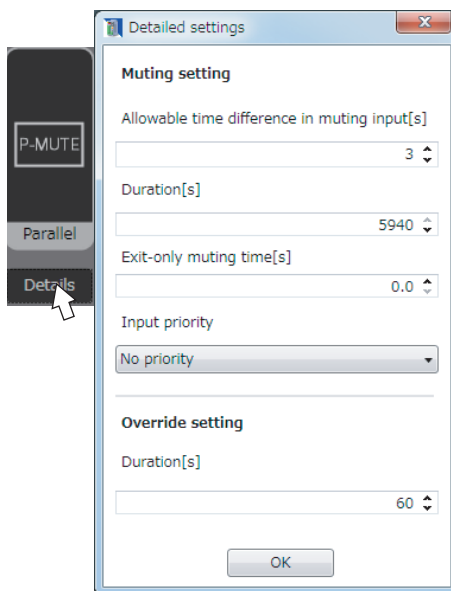 Detailed settings
Muting setting
Allowable time difference in muting input[s]
3
Duration[s]
5940
Exit-only muting time[s]
0.0
Input priority
No priority
Override setting
Duration[s]
60
OK
P-MUTE
Parallel
Details